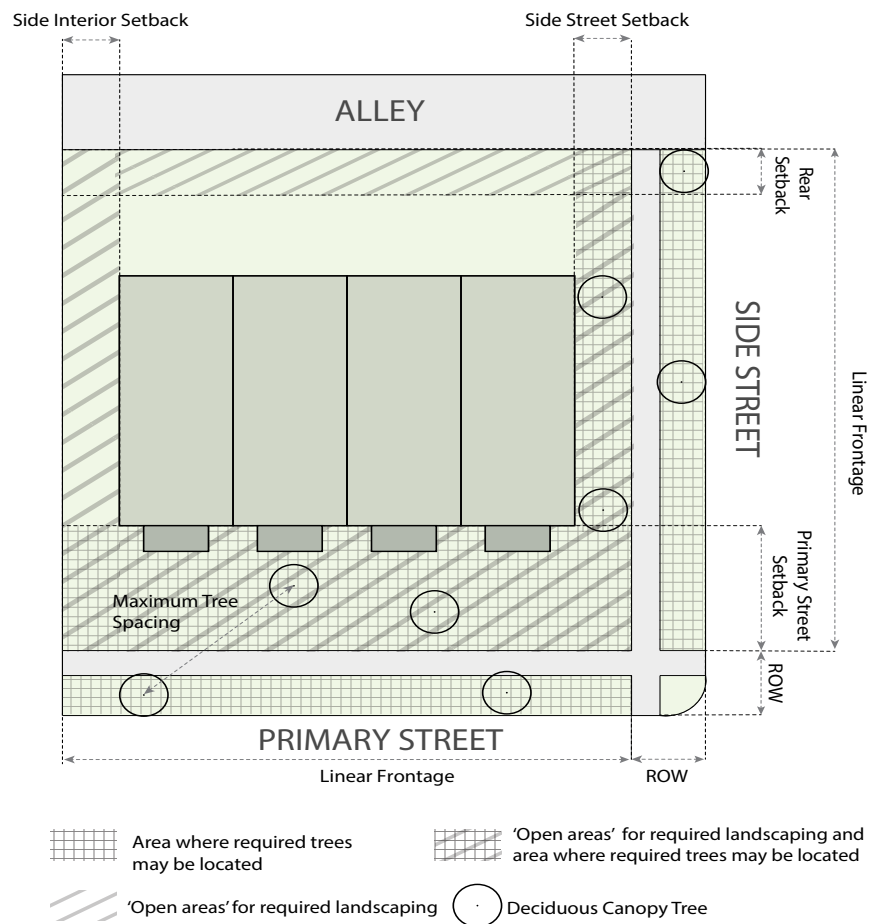 Side Interior Setback
Side Street Setback
ALLEY
Rear
Setback
SIDE STREET
Linear Frontage
Primary Street
Setback
Maximum Tree
Spacing
ROW
PRIMARY STREET
Linear Frontage
ROW
Area where required trees
may be located
'Open areas' for required landscaping and
area where required trees may be located
'Open areas' for required landscaping
Deciduous Canopy Tree